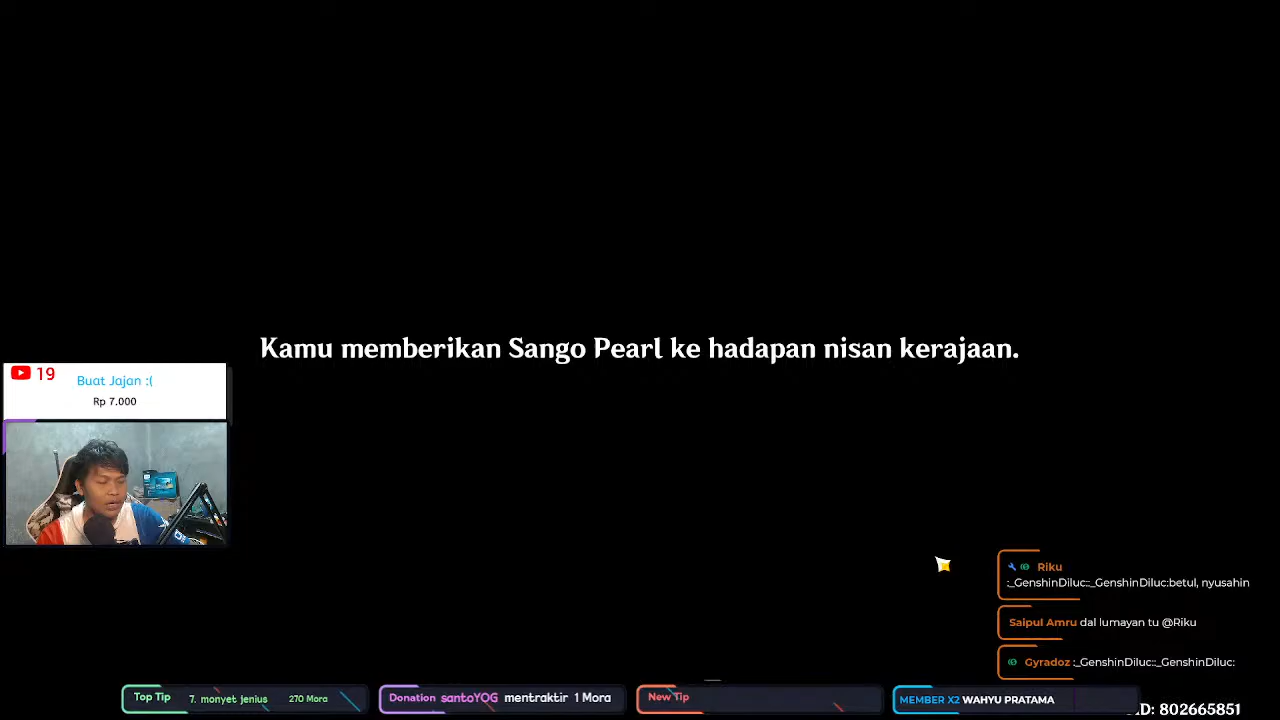 Kamu memberikan Sango Pearl ke hadapan nisan kerajaan.
19
Buat Jajan :(
Rp 7,000
Riku
:_GenshinDiluc::_GenshinDiluc:betul, nyusahin
Saipul Amru dal lumayan tu @Riku
Gyradoz :_GenshinDiluc::_GenshinDiluc:
Top Tip 7. monyet jenius 270 Mora
Donation santoYOG mentraktir 1 Mora
New Tip
MEMBER X2 WAHYU PRATAMA
ID: 802665851